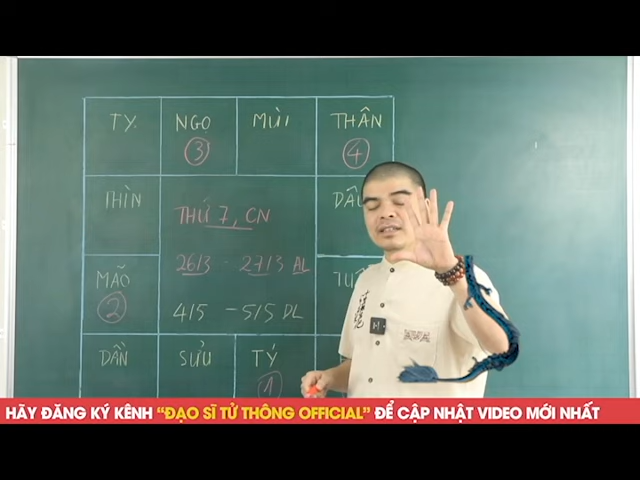 TỴ NGỌ MÙI THÂN
③ ④
THÌN DẬU
THỨ 7, CN
26/3 - 27/3 AL
MÃO
②
4/5 - 5/5 DL
DẦN SỬU TÝ
①
HÃY ĐĂNG KÝ KÊNH “ĐẠO SĨ TỬ THÔNG OFFICIAL” ĐỂ CẬP NHẬT VIDEO MỚI NHẤT